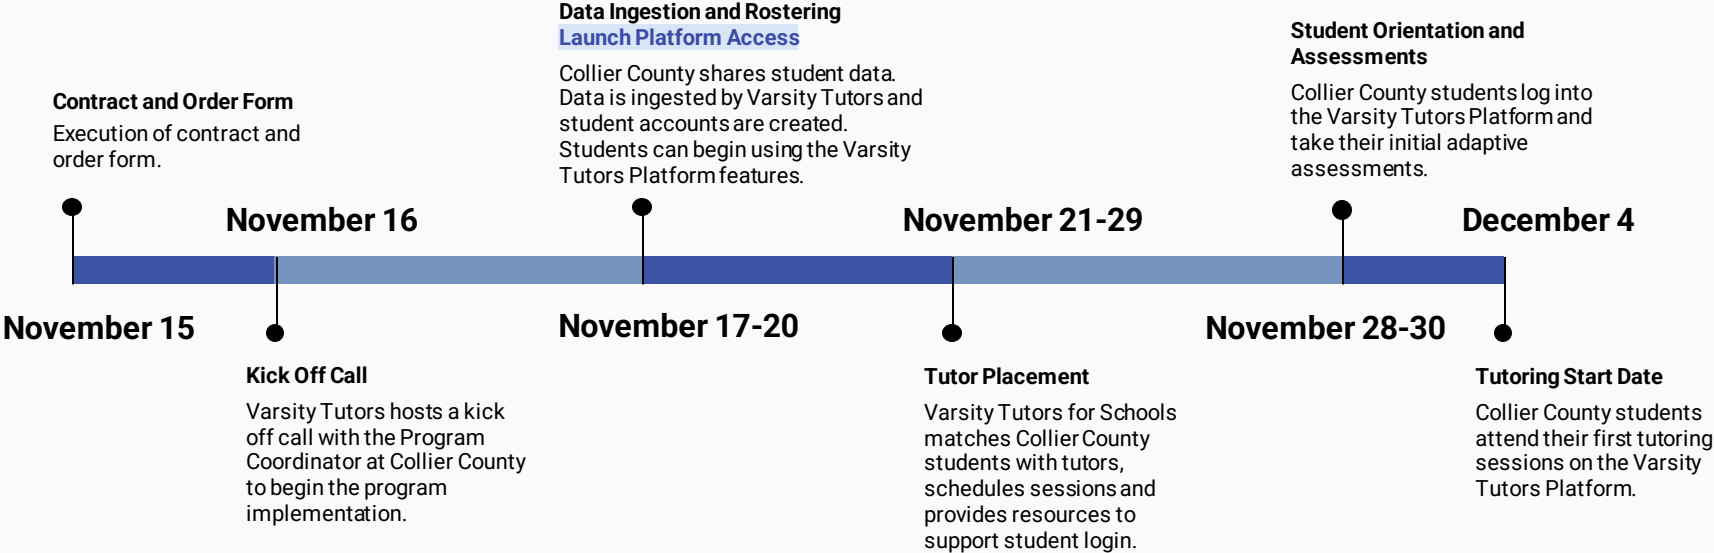 Contract and Order Form
Execution of contract and
order form.
November 15
November 16
Kick Off Call
Varsity Tutors hosts a kick
off call with the Program
Coordinator at Collier County
to begin the program
implementation.
Data Ingestion and Rostering
Launch Platform Access
Collier County shares student data.
Data is ingested by Varsity Tutors and
student accounts are created.
Students can begin using the Varsity
Tutors Platform features.
November 17-20
November 21-29
Tutor Placement
Varsity Tutors for Schools
matches Collier County
students with tutors,
schedules sessions and
provides resources to
support student login.
Student Orientation and
Assessments
Collier County students log into
the Varsity Tutors Platform and
take their initial adaptive
assessments.
November 28-30
December 4
Tutoring Start Date
Collier County students
attend their first tutoring
sessions on the Varsity
Tutors Platform.